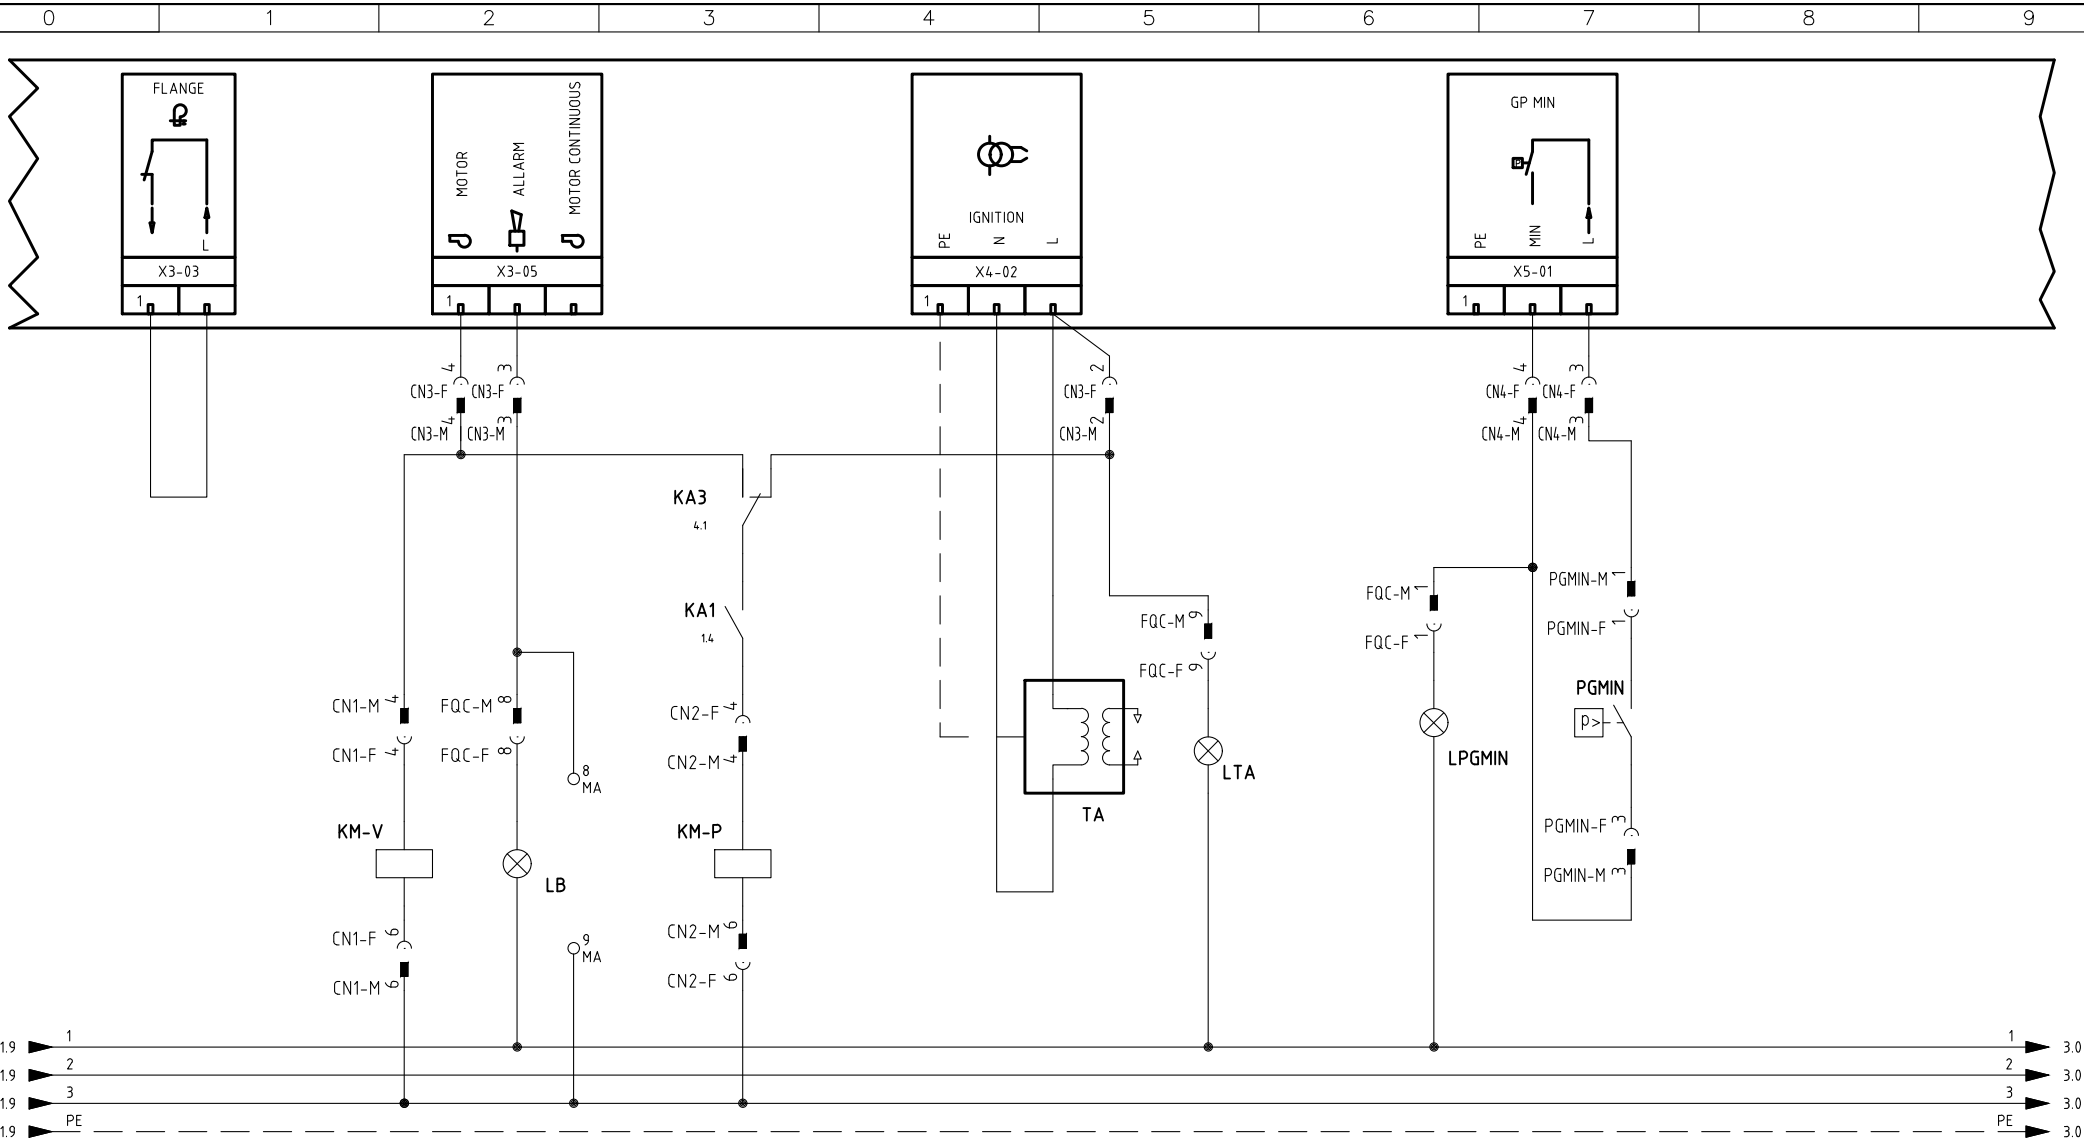 0 1 2 3 4 5 6 7 8 9
FLANGE
L
X3-03
1
MOTOR
ALLARM
MOTOR CONTINUOUS
X3-05
1
IGNITION
PE N L
X4-02
1
GP MIN
P
PE MIN L
X5-01
1
4 3 2 4 3
CN3-F CN3-F CN3-F CN4-F CN4-F
4 3 2 4 3
CN3-M CN3-M CN3-M CN4-M CN4-M
KA3
4.1
KA1
1.4
PGMIN-M 1
FQC-M 1
FQC-M 9
PGMIN-F 1
FQC-F 1
FQC-F 9
PGMIN
P>
CN1-M 4
FQC-M 8
CN2-F 4
CN1-F 4
FQC-F 8
CN2-M 4
LPGMIN
LTA
8
MA
TA
KM-V
KM-P
PGMIN-F 3
PGMIN-M 3
LB
CN1-F 6
CN2-M 6
9
MA
CN1-M 6
CN2-F 6
1.9 1 1 3.0
1.9 2 2 3.0
1.9 3 3 3.0
1.9 PE PE 3.0